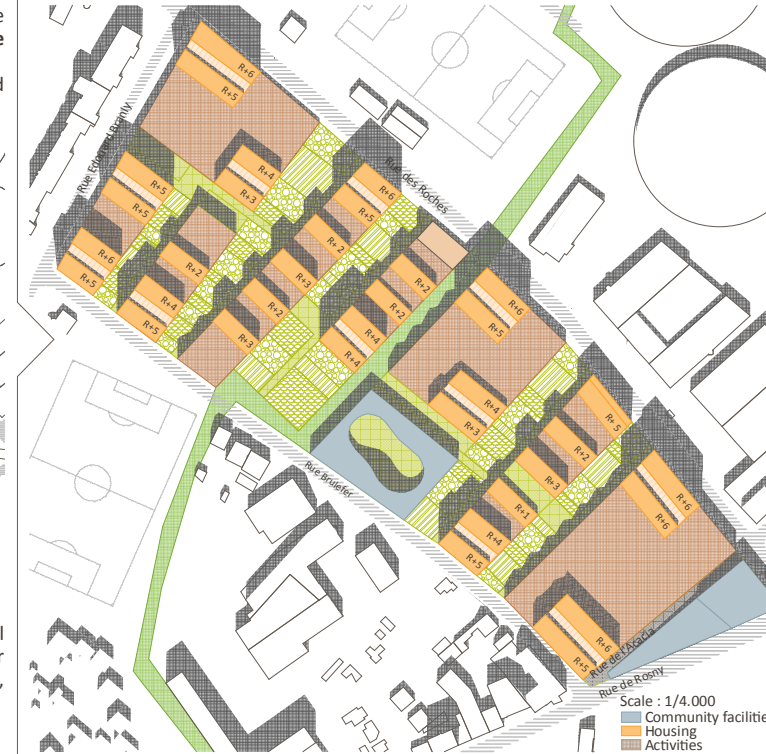 e
e
d
R+6
R+5
Rue Edouard Branly
Rue des Roches
R+4
R+3
R+5
R+5
R+6
R+5
R+6
R+5
R+2
R+2
R+4
R+5
R+3
R+2
R+3
R+2
R+2
R+4
R+4
R+6
R+5
R+4
R+3
R+5
R+2
R+3
R+1
R+4
R+5
R+6
R+6
R+6
R+5
Rue Brulefer
Rue de l'Acacia
Rue de Rosny
l
r
,
Scale : 1/4.000
Community facilitie
Housing
Activities